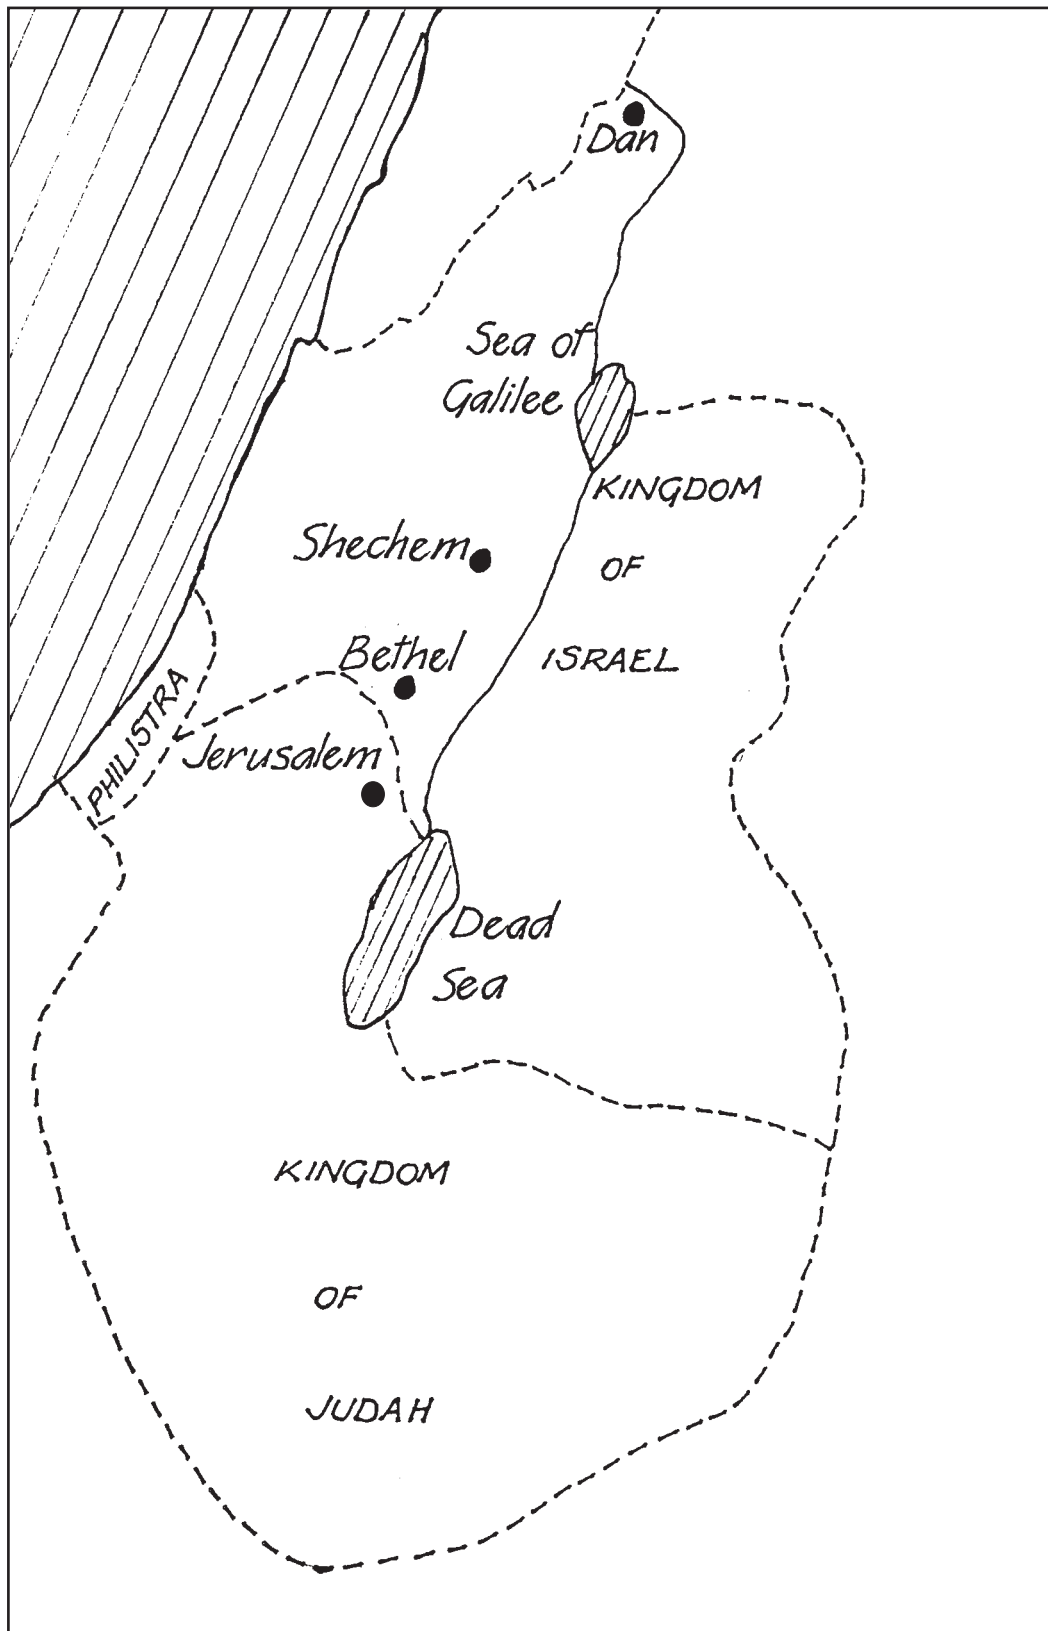 Dan
Sea of
Galilee
KINGDOM
OF
ISRAEL
Shechem
Bethel
PHILISTRA
Jerusalem
Dead
Sea
KINGDOM
OF
JUDAH